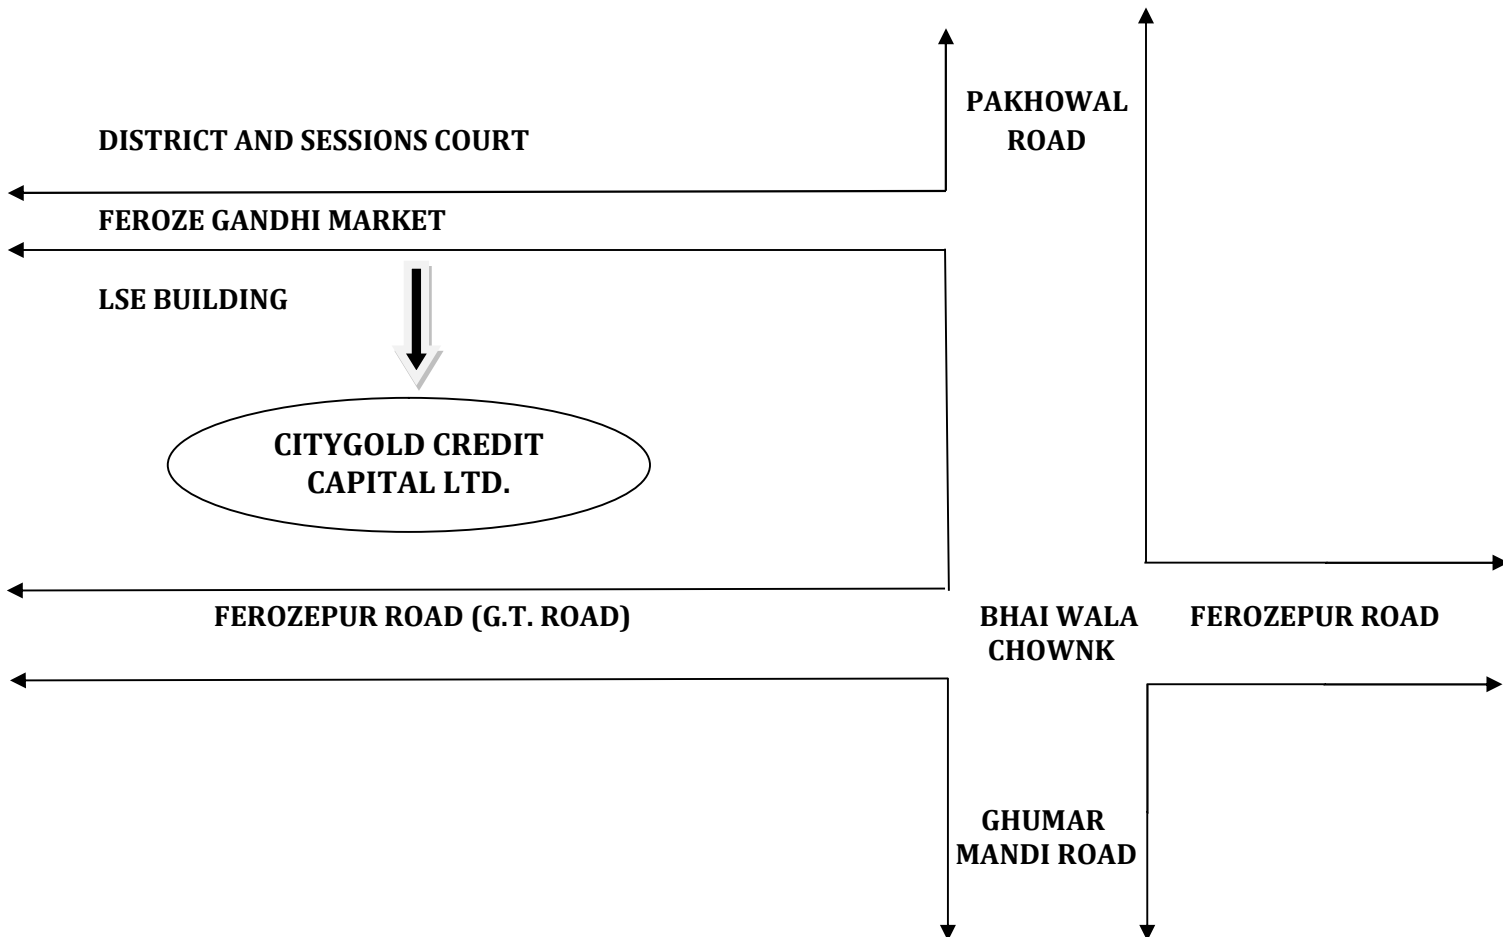 PAKHOWAL
ROAD
DISTRICT AND SESSIONS COURT
FEROZE GANDHI MARKET
LSE BUILDING
CITYGOLD CREDIT
CAPITAL LTD.
FEROZEPUR ROAD (G.T. ROAD)
BHAI WALA
CHOWNK
FEROZEPUR ROAD
GHUMAR
MANDI ROAD